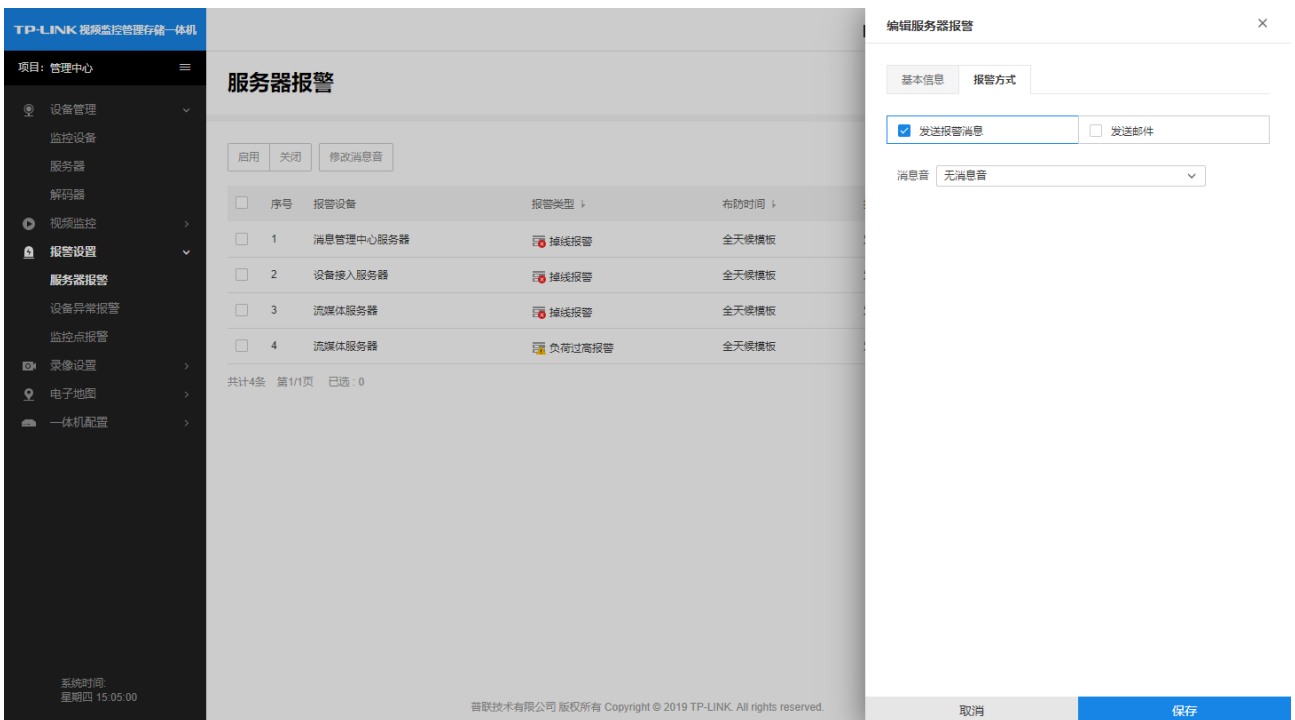 TP-LINK 视频监控管理存储一体机
项目: 管理中心
设备管理
监控设备
服务器
解码器
视频监控
报警设置
服务器报警
设备异常报警
监控点报警
录像设置
电子地图
一体机配置
系统时间:
星期四 15:05:00
服务器报警
启用 关闭 修改消息音
序号 报警设备 报警类型 布防时间
1 消息管理中心服务器 掉线报警 全天候模板
2 设备接入服务器 掉线报警 全天候模板
3 流媒体服务器 掉线报警 全天候模板
4 流媒体服务器 负荷过高报警 全天候模板
共计4条 第1/1页 已选 : 0
普联技术有限公司 版权所有 Copyright © 2019 TP-LINK. All rights reserved.
编辑服务器报警
基本信息 报警方式
发送报警消息 发送邮件
消息音 无消息音
取消 保存